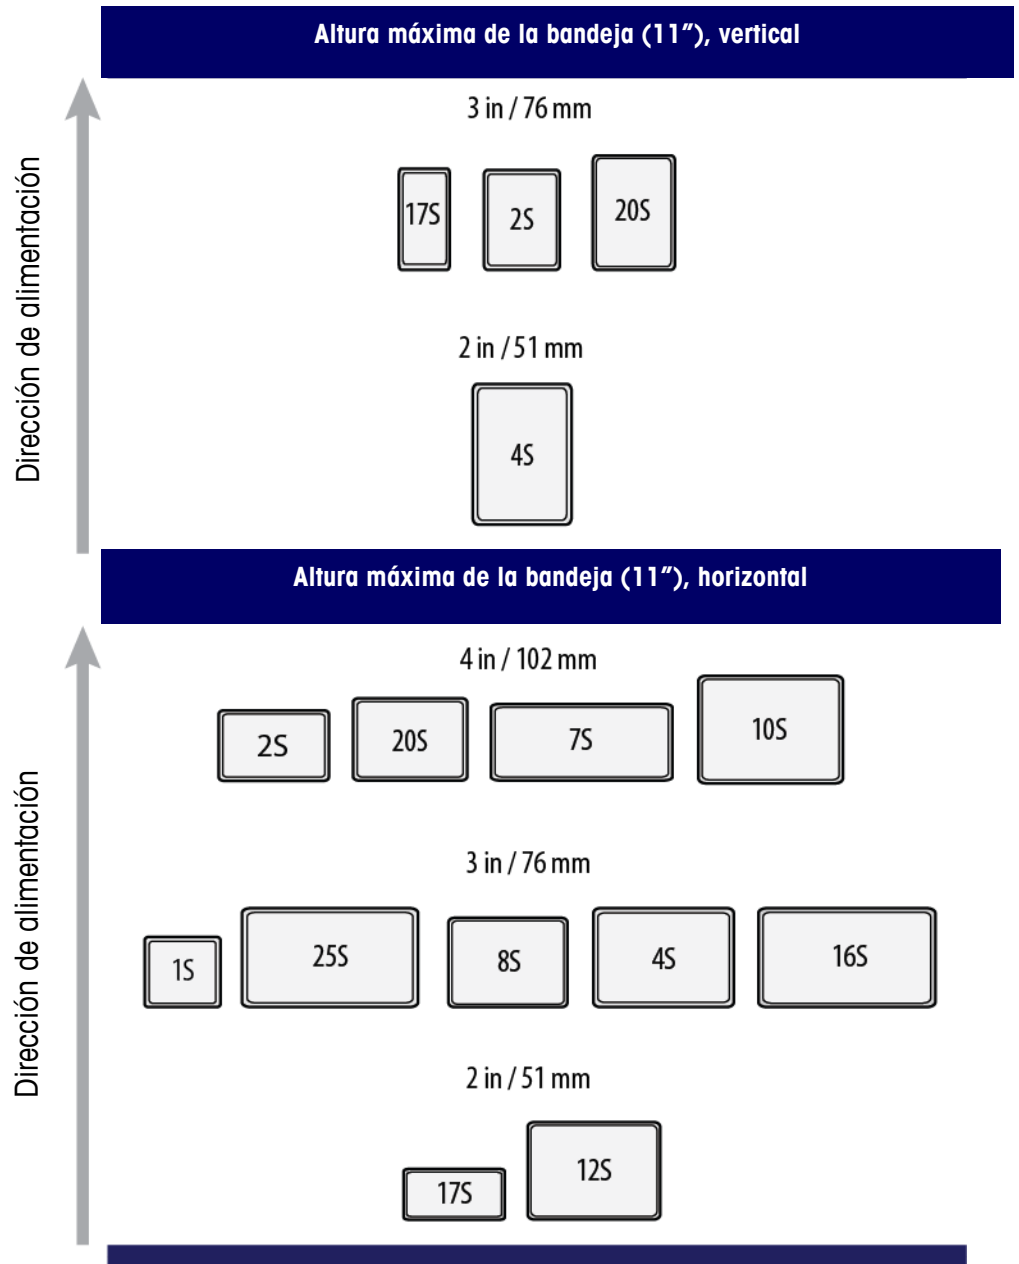 Altura máxima de la bandeja (11″), vertical
Dirección de alimentación
3 in / 76 mm
17S 2S 20S
2 in / 51 mm
4S
Altura máxima de la bandeja (11″), horizontal
Dirección de alimentación
4 in / 102 mm
2S 20S 7S 10S
3 in / 76 mm
1S 25S 8S 4S 16S
2 in / 51 mm
17S 12S